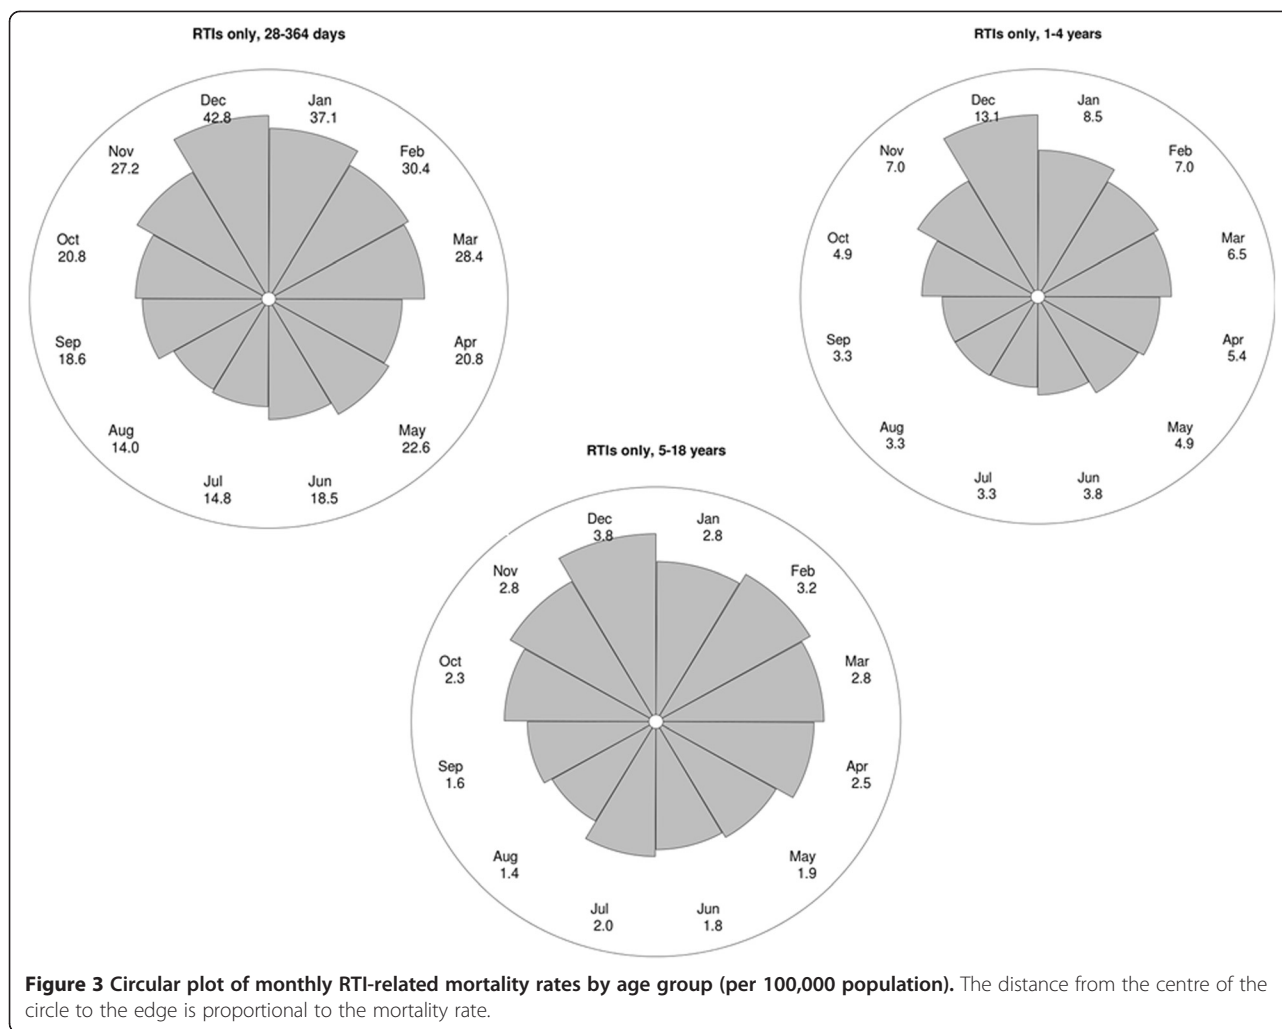 RTIs only, 28-364 days
Dec
42.8
Jan
37.1
Feb
30.4
Mar
28.4
Apr
20.8
May
22.6
Jun
18.5
Jul
14.8
Aug
14.0
Sep
18.6
Oct
20.8
Nov
27.2
RTIs only, 1-4 years
Dec
13.1
Jan
8.5
Feb
7.0
Mar
6.5
Apr
5.4
May
4.9
Jun
3.8
Jul
3.3
Aug
3.3
Sep
3.3
Oct
4.9
Nov
7.0
RTIs only, 5-18 years
Dec
3.8
Jan
2.8
Feb
3.2
Mar
2.8
Apr
2.5
May
1.9
Jun
1.8
Jul
2.0
Aug
1.4
Sep
1.6
Oct
2.3
Nov
2.8
Figure 3 Circular plot of monthly RTI-related mortality rates by age group (per 100,000 population). The distance from the centre of the
circle to the edge is proportional to the mortality rate.